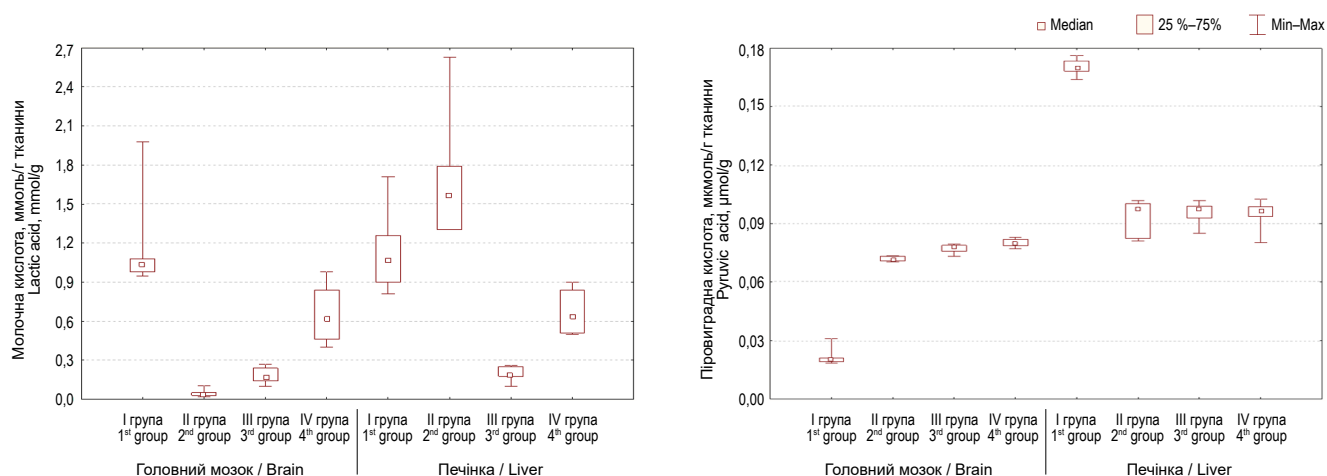 Median 25 %–75% Min–Max
Молочна кислота, ммоль/г тканини
Lactic acid, mmol/g
2,7
2,4
2,1
1,8
1,5
1,2
0,9
0,6
0,3
0,0
I група
1st group
II група
2nd group
III група
3rd group
IV група
4th group
I група
1st group
II група
2nd group
III група
3rd group
IV група
4th group
Головний мозок / Brain
Печінка / Liver
Піровиградна кислота, мкмоль/г тканини
Pyruvic acid, µmol/g
0,18
0,15
0,12
0,09
0,06
0,03
0,00
I група
1st group
II група
2nd group
III група
3rd group
IV група
4th group
I група
1st group
II група
2nd group
III група
3rd group
IV група
4th group
Головний мозок / Brain
Печінка / Liver